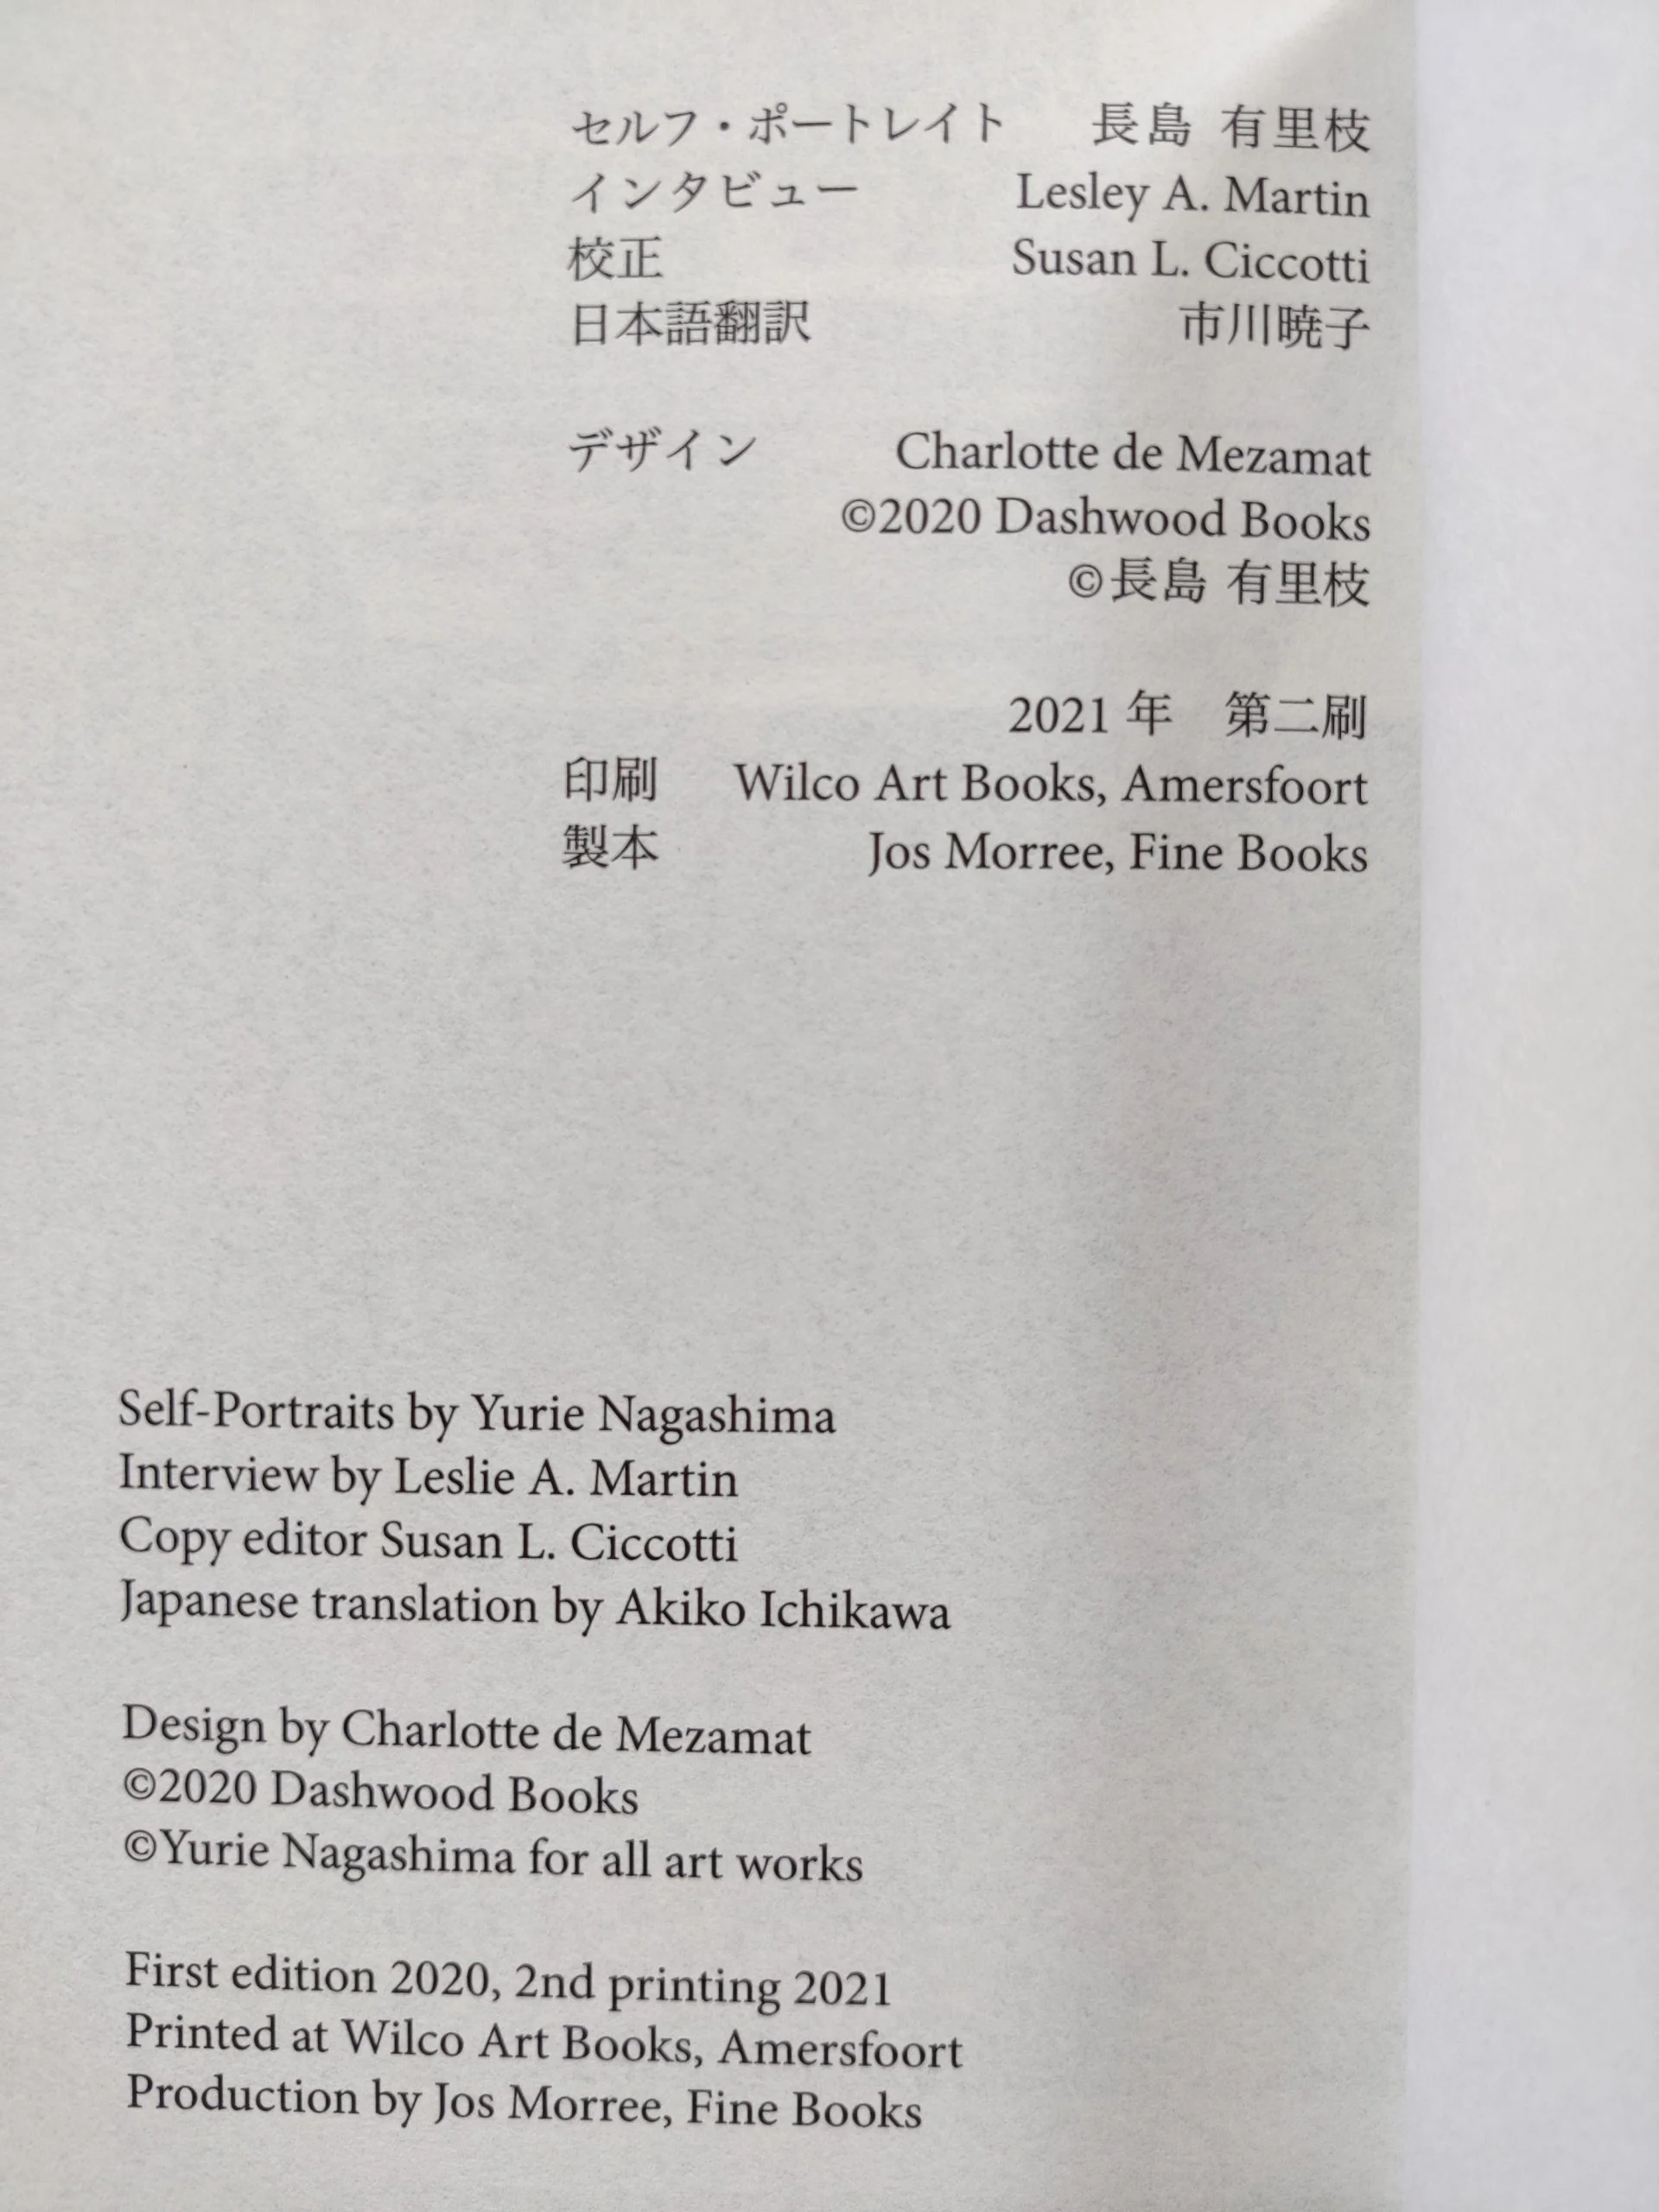 セルフ・ポートレイト 長島 有里枝
インタビュー Lesley A. Martin
校正 Susan L. Ciccotti
日本語翻訳 市川暁子
デザイン Charlotte de Mezamat
©2020 Dashwood Books
©長島 有里枝
2021 年 第二刷
印刷 Wilco Art Books, Amersfoort
製本 Jos Morree, Fine Books
Self-Portraits by Yurie Nagashima
Interview by Leslie A. Martin
Copy editor Susan L. Ciccotti
Japanese translation by Akiko Ichikawa
Design by Charlotte de Mezamat
©2020 Dashwood Books
©Yurie Nagashima for all art works
First edition 2020, 2nd printing 2021
Printed at Wilco Art Books, Amersfoort
Production by Jos Morree, Fine Books